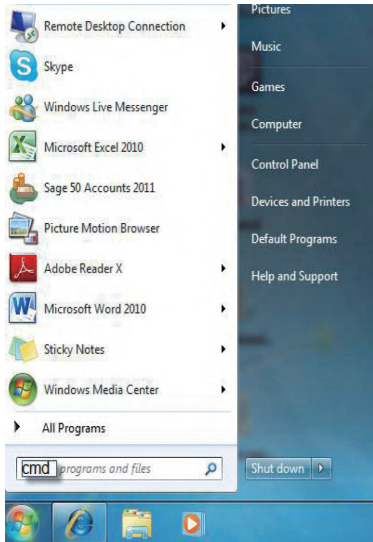 Remote Desktop Connection
Skype
Windows Live Messenger
Microsoft Excel 2010
Sage 50 Accounts 2011
Picture Motion Browser
Adobe Reader X
Microsoft Word 2010
Sticky Notes
Windows Media Center
All Programs
cmd programs and files
Pictures
Music
Games
Computer
Control Panel
Devices and Printers
Default Programs
Help and Support
Shut down